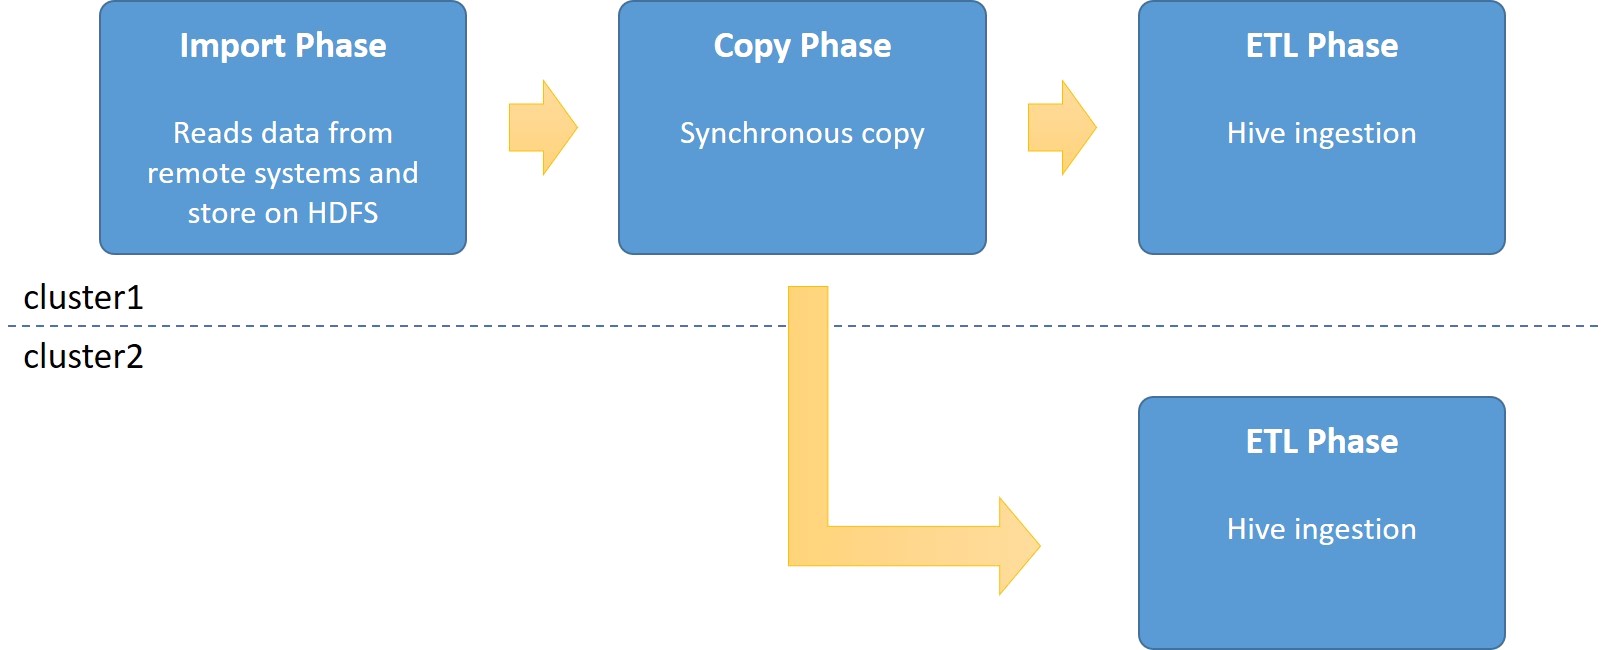 Import Phase
Reads data from
remote systems and
store on HDFS
Copy Phase
Synchronous copy
ETL Phase
Hive ingestion
cluster1
cluster2
ETL Phase
Hive ingestion